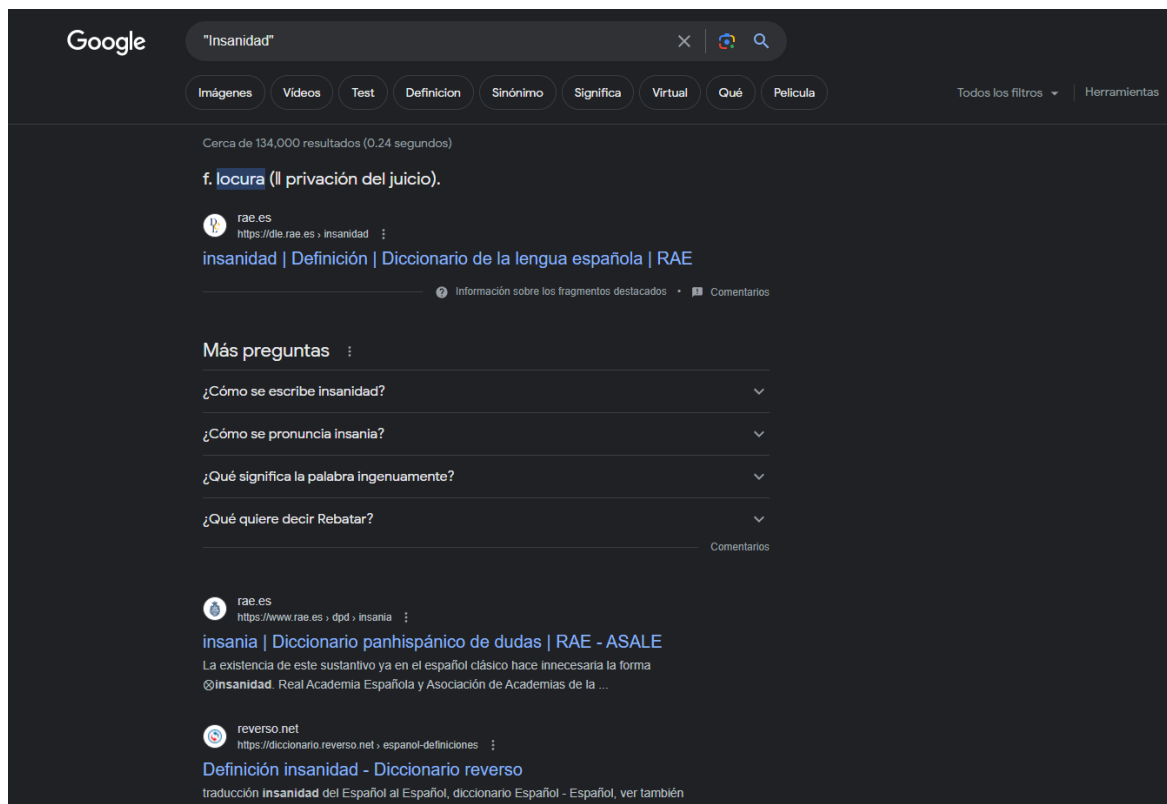 Google
"Insanidad"
Imágenes Vídeos Test Definicion Sinónimo Significa Virtual Qué Pelicula Todos los filtros Herramientas
Cerca de 134,000 resultados (0.24 segundos)
f. locura (‖ privación del juicio).
rae.es
https://dle.rae.es › insanidad
insanidad | Definición | Diccionario de la lengua española | RAE
Información sobre los fragmentos destacados • Comentarios
Más preguntas
¿Cómo se escribe insanidad?
¿Cómo se pronuncia insania?
¿Qué significa la palabra ingenuamente?
¿Qué quiere decir Rebatar?
Comentarios
rae.es
https://www.rae.es › dpd › insania
insania | Diccionario panhispánico de dudas | RAE - ASALE
La existencia de este sustantivo ya en el español clásico hace innecesaria la forma
⊗insanidad. Real Academia Española y Asociación de Academias de la ...
reverso.net
https://diccionario.reverso.net › espanol-definiciones
Definición insanidad - Diccionario reverso
traducción insanidad del Español al Español, diccionario Español - Español, ver también